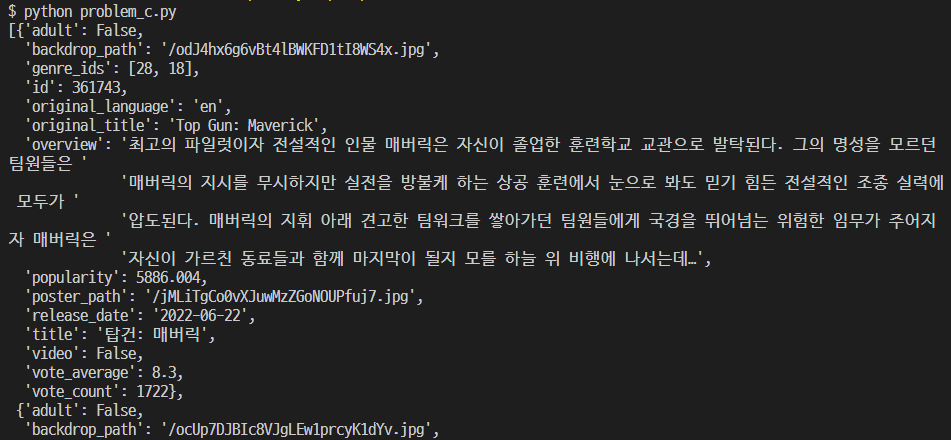 $ python problem_c.py
[{'adult': False,
'backdrop_path': '/odJ4hx6g6vBt4lBWKFD1tI8WS4x.jpg',
'genre_ids': [28, 18],
'id': 361743,
'original_language': 'en',
'original_title': 'Top Gun: Maverick',
'overview': '최고의 파일럿이자 전설적인 인물 매버릭은 자신이 졸업한 훈련학교 교관으로 발탁된다. 그의 명성을 모르던
팀원들은 '
'매버릭의 지시를 무시하지만 실전을 방불케 하는 상공 훈련에서 눈으로 봐도 믿기 힘든 전설적인 조종 실력에
모두가 '
'압도된다. 매버릭의 지휘 아래 견고한 팀워크를 쌓아가던 팀원들에게 국경을 뛰어넘는 위험한 임무가 주어지
자 매버릭은 '
'자신이 가르친 동료들과 함께 마지막이 될지 모를 하늘 위 비행에 나서는데…',
'popularity': 5886.004,
'poster_path': '/jMLiTgCo0vXJuwMzZGoNOUPfuj7.jpg',
'release_date': '2022-06-22',
'title': '탑건: 매버릭',
'video': False,
'vote_average': 8.3,
'vote_count': 1722},
{'adult': False,
'backdrop_path': '/ocUp7DJBIc8VJgLEw1prcyK1dYv.jpg',